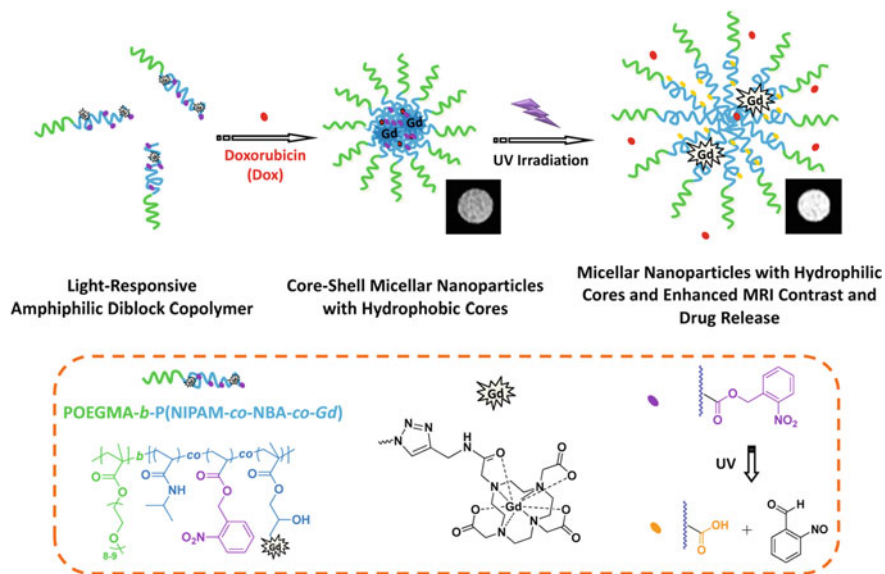 Doxorubicin
(Dox)
Gd
Gd
UV Irradiation
Gd
Gd
Light-Responsive
Amphiphilic Diblock Copolymer
Core-Shell Micellar Nanoparticles
with Hydrophobic Cores
Micellar Nanoparticles with Hydrophilic
Cores and Enhanced MRI Contrast and
Drug Release
POEGMA-b-P(NIPAM-co-NBA-co-Gd)
b co co
O O O O O O O
NH
8-9
O₂N
OH
Gd
Gd
N N N
H
N
O O O
N N
Gd
N N
O O O O
O
O
NO₂
UV
OH
O
+
H O
NO